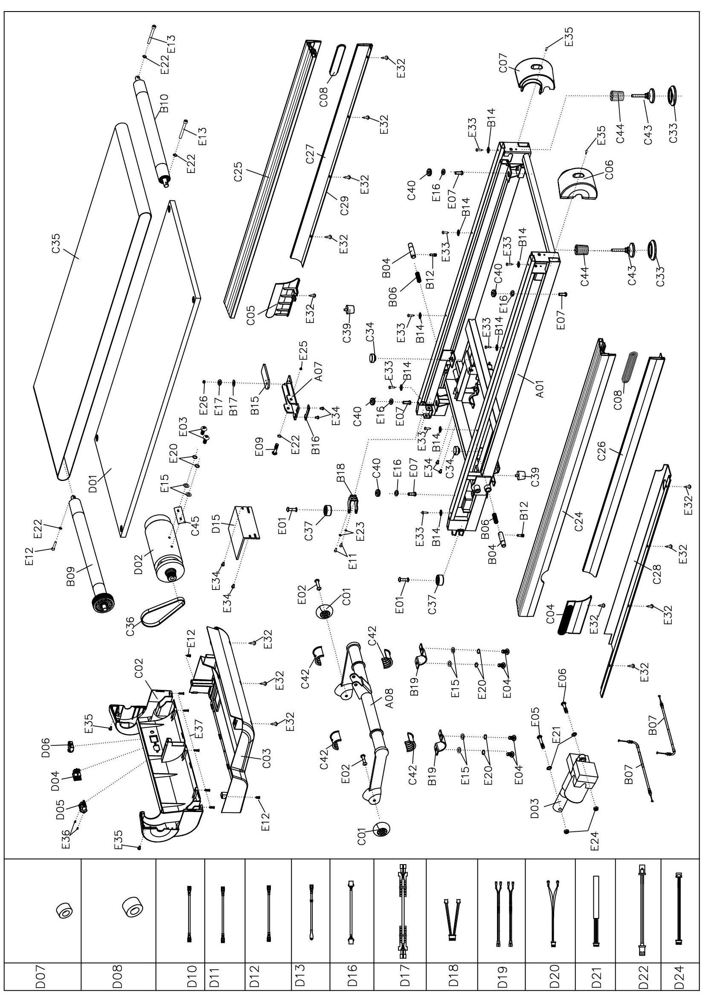 D07
D08
D10
D11
D12
D13
D16
D17
D18
D19
D20
D21
D22
D24
E36
D05
D04
D06
E35
E35
C02
E37
E12
E12
C03
E32
E32
E32
C36
B09
E12
E22
D01
C35
D02
E15
E20
E03
C45
D15
E34
E34
E13
E22
B10
E13
E22
C25
C08
C27
C29
E32
E32
E32
E32
C05
E32
E26
E17
B17
B15
E25
A07
E34
B16
E22
E09
C39
C34
C01
E02
C42
C42
A08
E02
C01
C42
C42
B19
E15
E20
E04
B19
E15
E20
E04
E01
C37
B18
E23
E11
E01
C37
C40
E16
E07
E33
B14
E34
C34
E33
B14
C40
E16
E07
E33
B14
E33
B14
B06
B04
B12
E33
B14
C40
E16
E07
E33
B14
C07
E35
C44
C43
C33
E35
C06
C44
C43
C33
E33
B14
C40
E16
E07
E33
B14
A01
C39
B06
B04
B12
C24
C08
C26
C28
C04
E32
E32
E32
E32
E32
E06
E05
E21
D03
E24
B07
B07